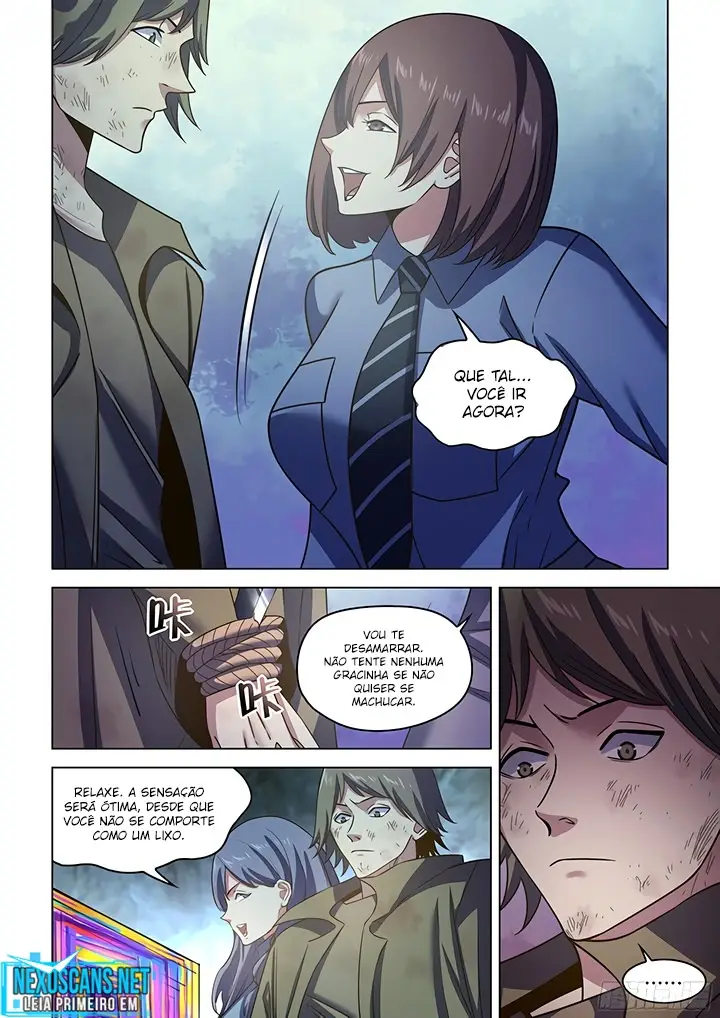 QUE TAL...
VOCÊ IR
AGORA?
咔
咔
VOU TE
DESAMARRAR.
NÃO TENTE NENHUMA
GRACINHA SE NÃO
QUISER SE
MACHUCAR.
RELAXE. A SENSAÇÃO
SERÁ ÓTIMA, DESDE QUE
VOCÊ NÃO SE COMPORTE
COMO UM LIXO.
.......
NEXOSCANS.NET
LEIA PRIMEIRO EM